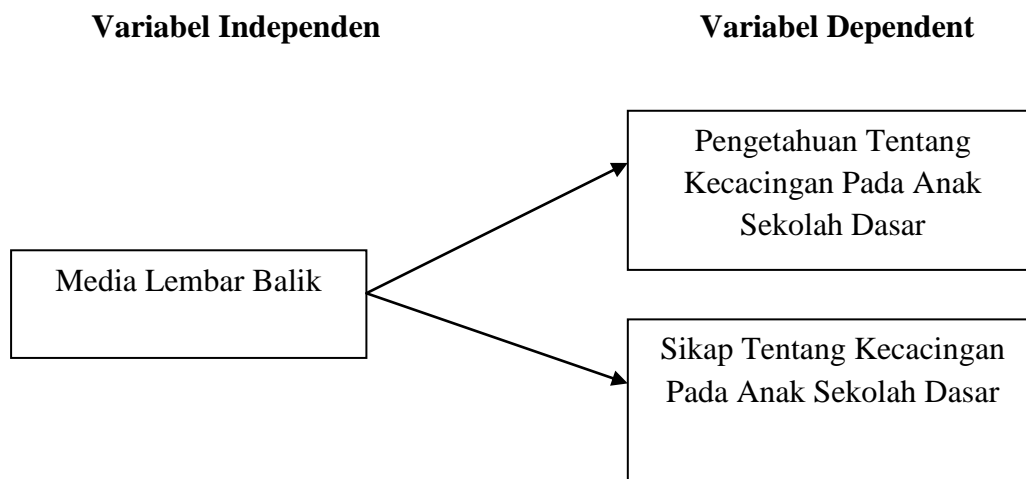 Variabel Independen
Variabel Dependent
Pengetahuan Tentang
Kecacingan Pada Anak
Sekolah Dasar
Media Lembar Balik
Sikap Tentang Kecacingan
Pada Anak Sekolah Dasar